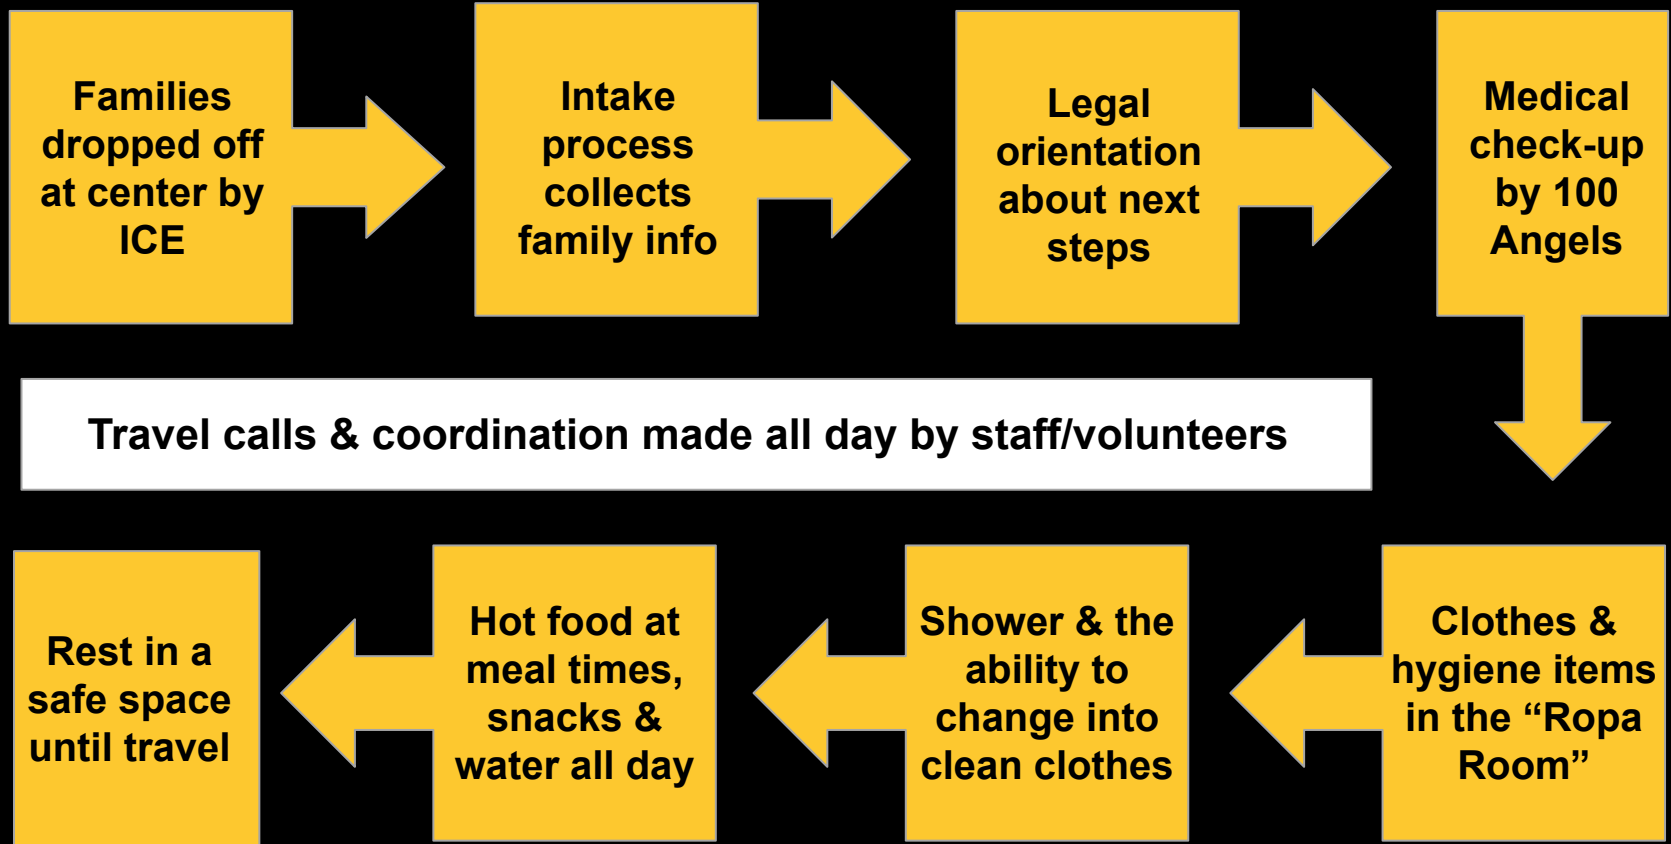 Families
dropped off
at center by
ICE
Intake
process
collects
family info
Legal
orientation
about next
steps
Medical
check-up
by 100
Angels
Travel calls & coordination made all day by staff/volunteers
Clothes &
hygiene items
in the “Ropa
Room”
Shower & the
ability to
change into
clean clothes
Hot food at
meal times,
snacks &
water all day
Rest in a
safe space
until travel